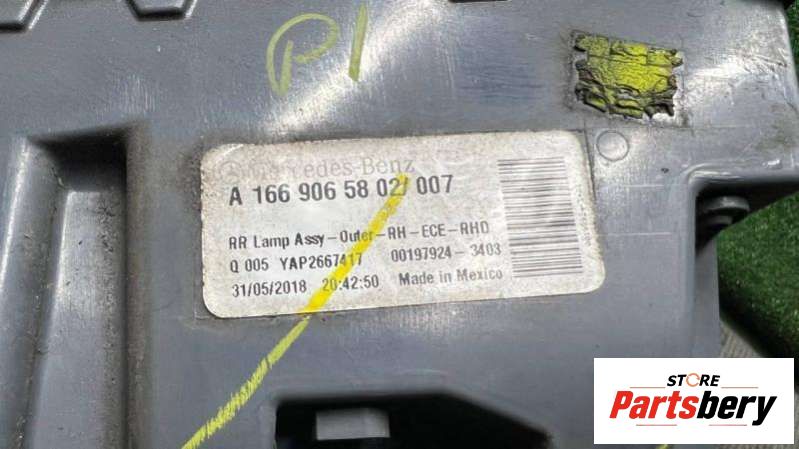 P1
Mercedes-Benz
A 166 906 58 02/ 007
RR Lamp Assy-Outer-RH-ECE-RHD
Q 005 YAP2667417 00197924-3403
31/05/2018 20:42:50 Made in Mexico
STORE
Partsbery